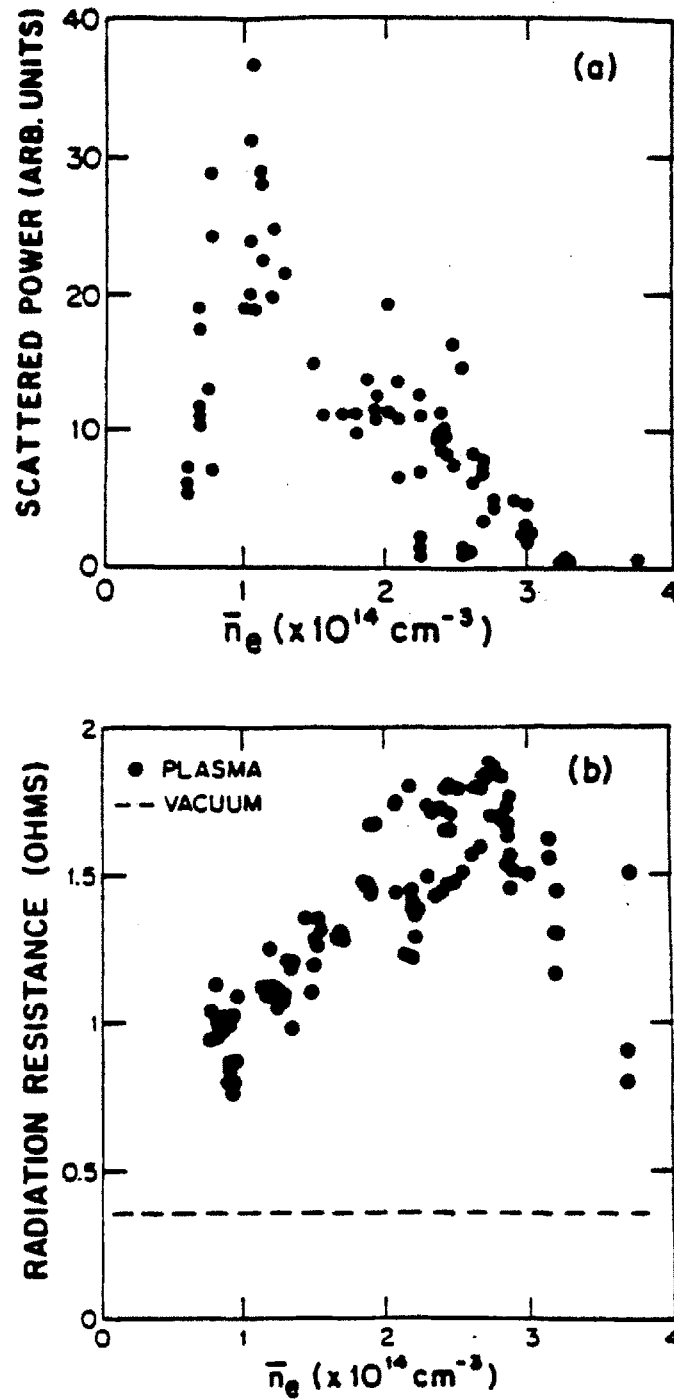 SCATTERED POWER (ARB. UNITS)
40
30
20
10
0
(a)
0 1 2 3 4
n̄e (x10¹⁴ cm⁻³)
RADIATION RESISTANCE (OHMS)
2
1.5
1
0.5
0
PLASMA
VACUUM
(b)
0 1 2 3 4
n̄e (x10¹⁴ cm⁻³)